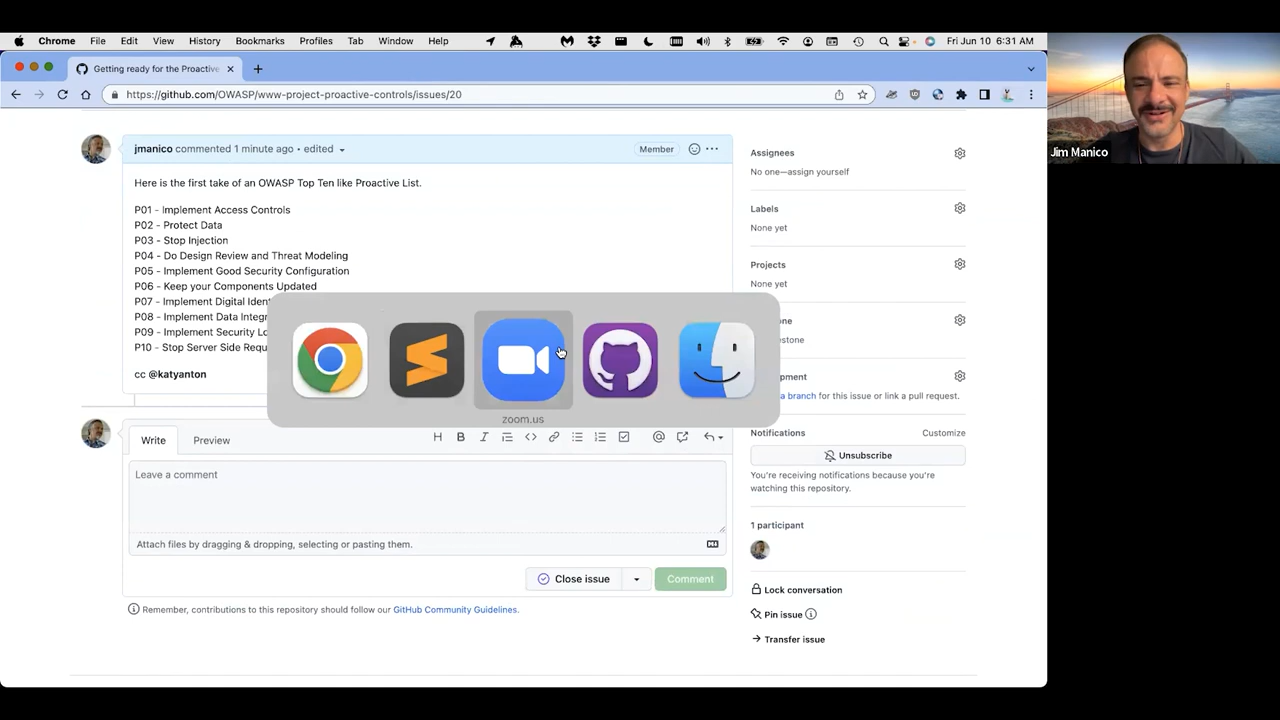 Chrome File Edit View History Bookmarks Profiles Tab Window Help Fri Jun 10 6:31 AM
Getting ready for the Proactive
https://github.com/OWASP/www-project-proactive-controls/issues/20
jmanico commented 1 minute ago • edited Member
Here is the first take of an OWASP Top Ten like Proactive List.
P01 - Implement Access Controls
P02 - Protect Data
P03 - Stop Injection
P04 - Do Design Review and Threat Modeling
P05 - Implement Good Security Configuration
P06 - Keep your Components Updated
P07 - Implement Digital
P08 - Implement Data
P09 - Implement Security
P10 - Stop Server Side
cc @katyanton
zoom.us
Write Preview
Leave a comment
Attach files by dragging & dropping, selecting or pasting them.
Close issue Comment
Remember, contributions to this repository should follow our GitHub Community Guidelines.
Assignees
No one—assign yourself
Labels
None yet
Projects
None yet
a branch for this issue or link a pull request.
Notifications Customize
Unsubscribe
You're receiving notifications because you're
watching this repository.
1 participant
Lock conversation
Pin issue
Transfer issue
Jim Manico